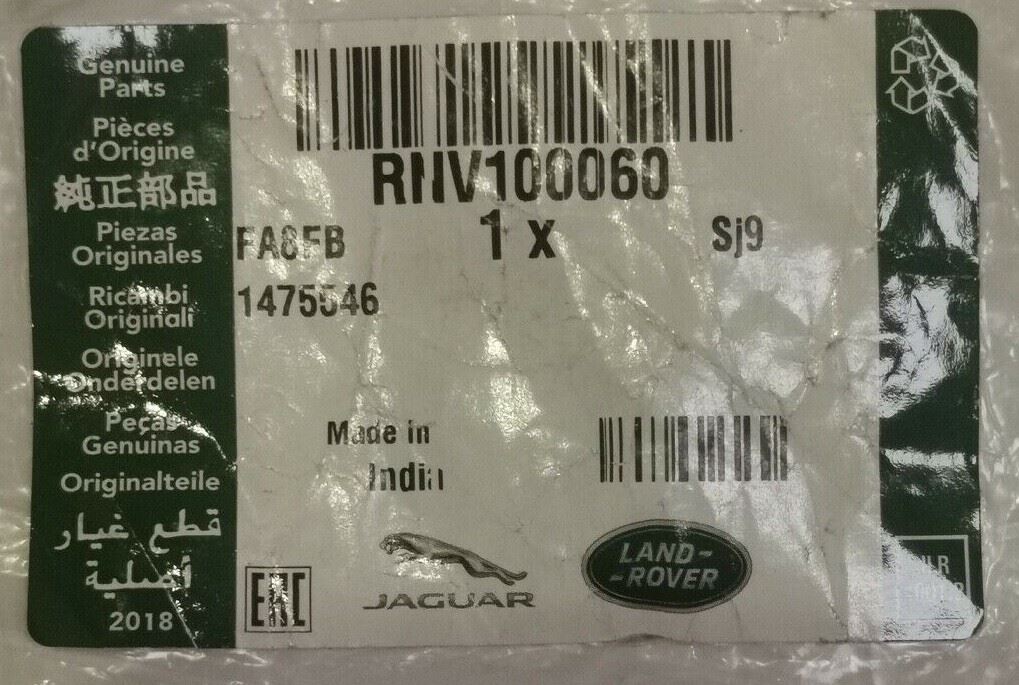 Genuine
Parts
Pièces
d'Origine
純正部品
Piezas
Originales
Ricambi
Originali
Originele
Onderdelen
Peças
Genuinas
Originalteile
قطع غيار
أصلية
2018
RNV100060
FA8FB
1 x
Sj9
1475546
Made in
India
EAC
JAGUAR
LAND-
-ROVER